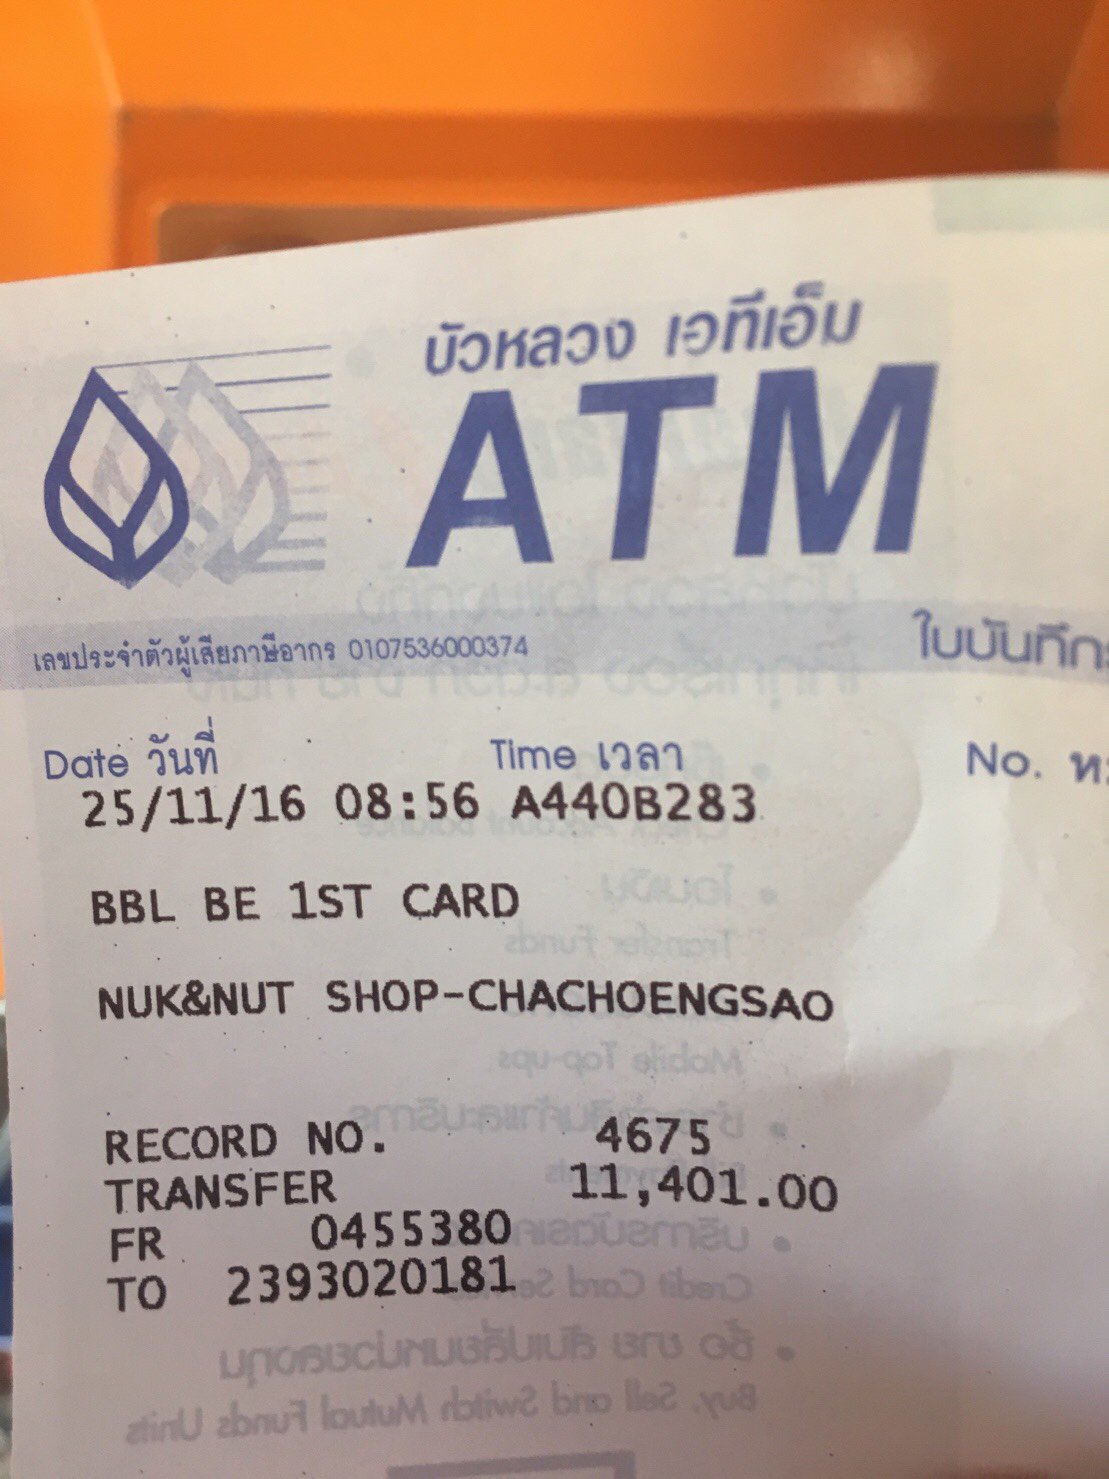 บัวหลวง เอทีเอ็ม
ATM
เลขประจำตัวผู้เสียภาษีอากร 0107536000374
ใบบันทึก
Date วันที่ Time เวลา No.
25/11/16 08:56 A440B283
BBL BE 1ST CARD
NUK&NUT SHOP-CHACHOENGSAO
RECORD NO. 4675
TRANSFER 11,401.00
FR 0455380
TO 2393020181